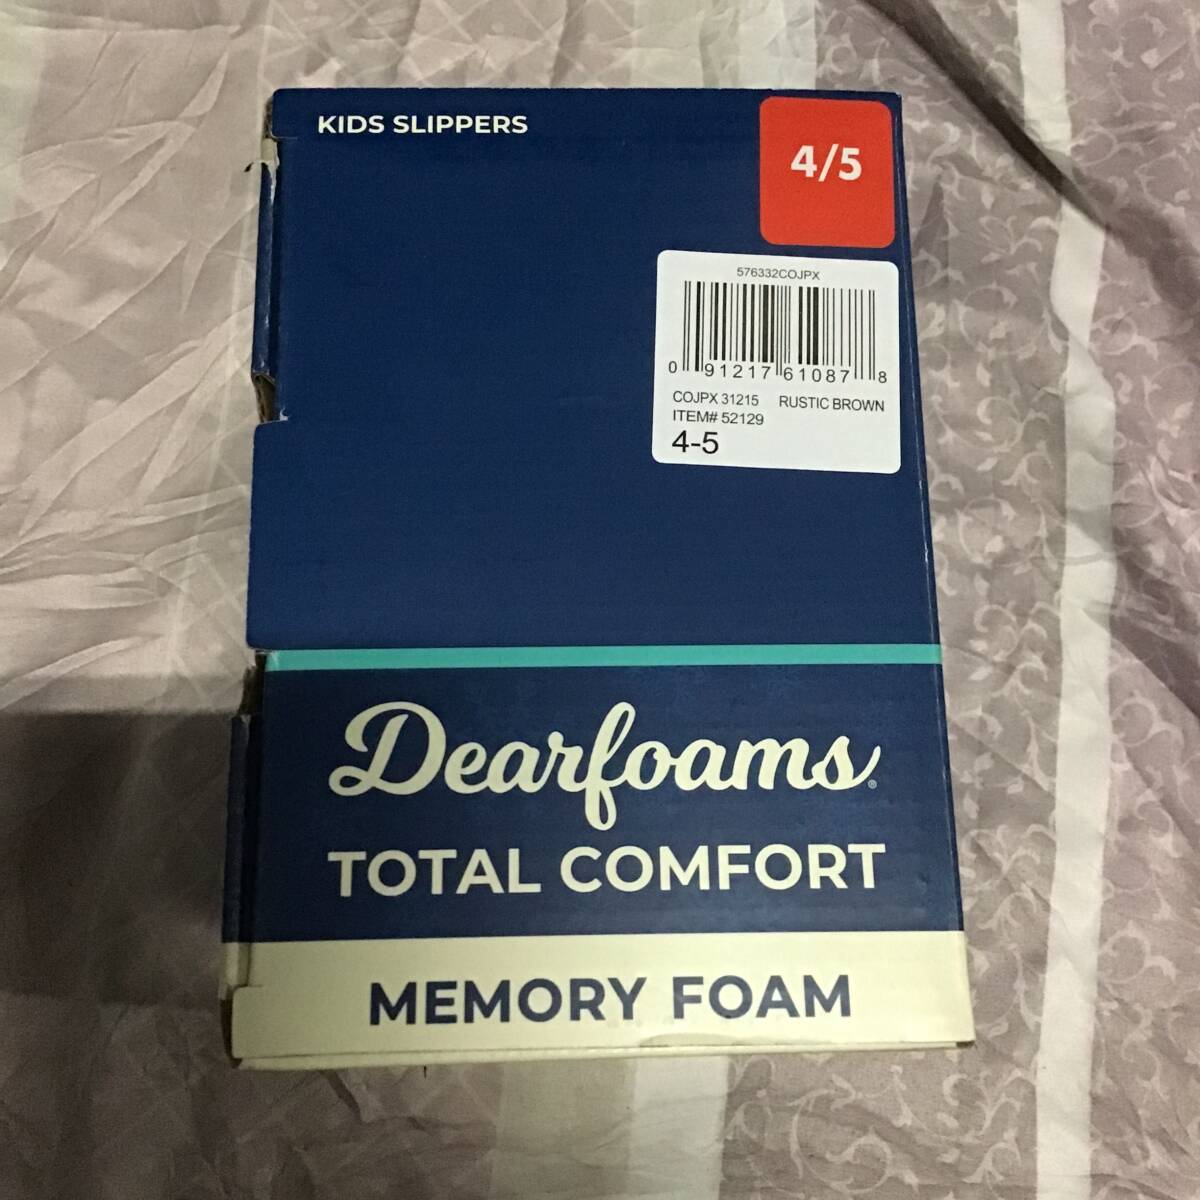 KIDS SLIPPERS
4/5
576332COJPX
0 91217 61087 8
COJPX 31215 RUSTIC BROWN
ITEM# 52129
4-5
Dearfoams®
TOTAL COMFORT
MEMORY FOAM